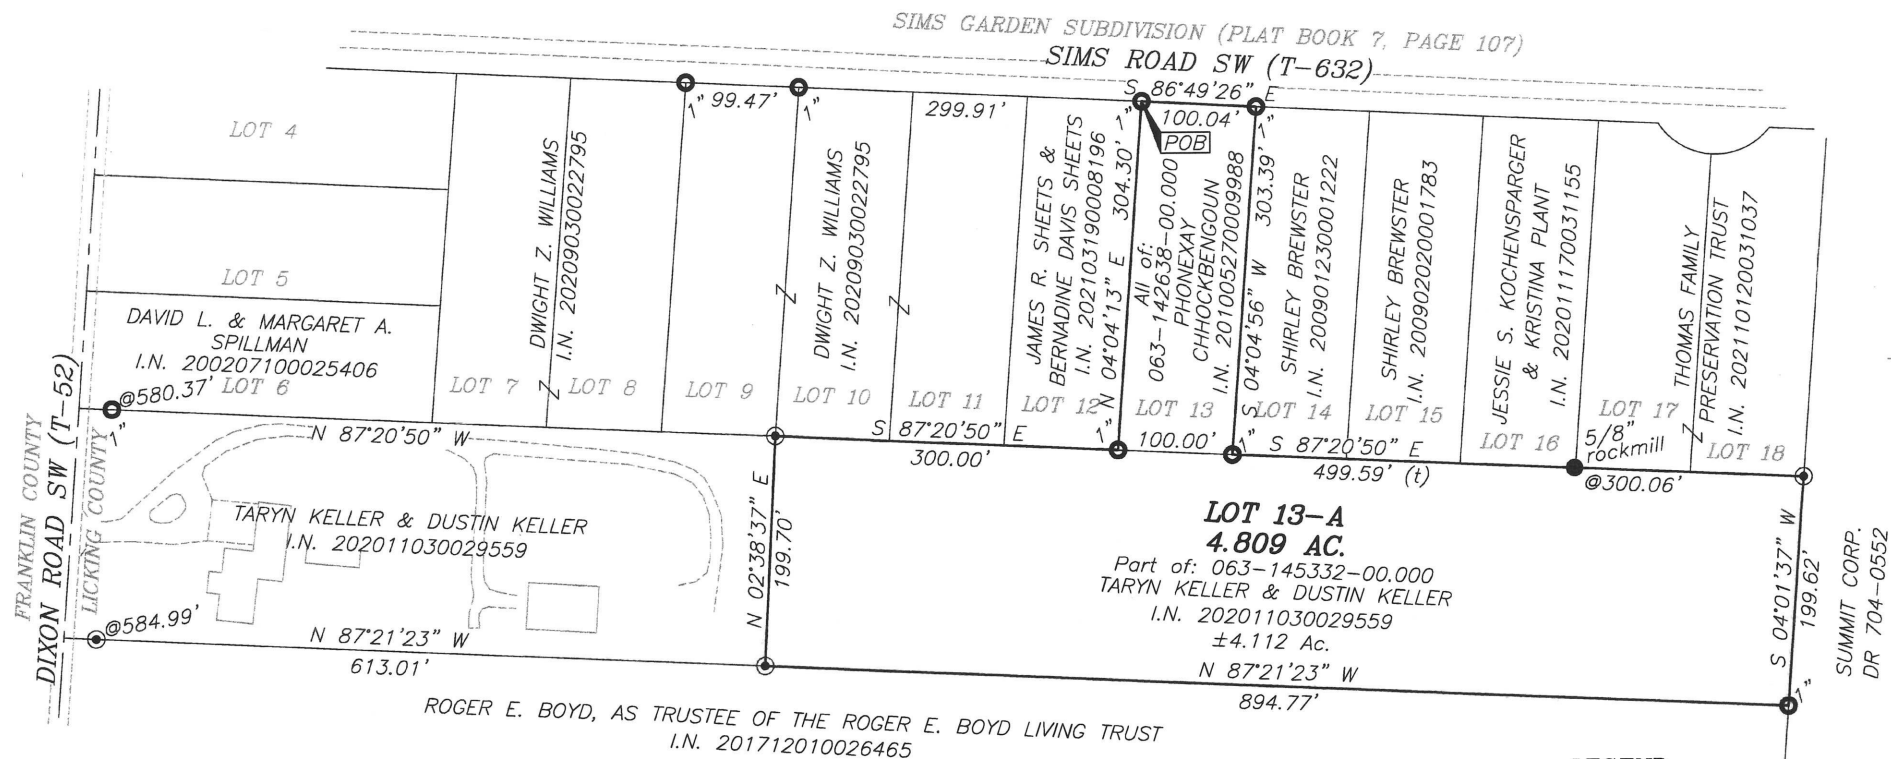 SIMS GARDEN SUBDIVISION (PLAT BOOK 7, PAGE 107)
SIMS ROAD SW (T-632)
S 86°49'26" E
99.47'
1"
1"
299.91'
1"
100.04'
1"
POB
LOT 4
LOT 5
DAVID L. & MARGARET A.
SPILLMAN
I.N. 200207100025406
LOT 6
@580.37'
1"
DWIGHT Z. WILLIAMS
I.N. 202009030022795
Z
LOT 7
LOT 8
LOT 9
DWIGHT Z. WILLIAMS
I.N. 202009030022795
Z
Z
LOT 10
LOT 11
JAMES R. SHEETS &
BERNADINE DAVIS SHEETS
I.N. 202103190008196
LOT 12
N 04°04'13" E 304.30'
1"
All of:
063-142638-00.000
PHONEXAY
CHHOCKBENGOUN
I.N. 201005270009988
LOT 13
S 04°04'56" W 303.39'
1"
SHIRLEY BREWSTER
I.N. 200901230001222
LOT 14
SHIRLEY BREWSTER
I.N. 200902020001783
LOT 15
JESSIE S. KOCHENSPARGER
& KRISTINA PLANT
I.N. 202011170031155
LOT 16
THOMAS FAMILY
PRESERVATION TRUST
I.N. 202110120031037
Z
LOT 17
LOT 18
5/8"
rockmill
@300.06'
N 87°20'50" W
S 87°20'50" E
300.00'
100.00'
S 87°20'50" E
499.59' (t)
FRANKLIN COUNTY
DIXON ROAD SW (T-52)
LICKING COUNTY
TARYN KELLER & DUSTIN KELLER
I.N. 202011030029559
N 02°38'37" E
199.70'
LOT 13-A
4.809 AC.
Part of: 063-145332-00.000
TARYN KELLER & DUSTIN KELLER
I.N. 202011030029559
±4.112 Ac.
N 87°21'23" W
894.77'
S 04°01'37" W
199.62'
1"
SUMMIT CORP.
DR 704-0552
@584.99'
N 87°21'23" W
613.01'
ROGER E. BOYD, AS TRUSTEE OF THE ROGER E. BOYD LIVING TRUST
I.N. 201712010026465